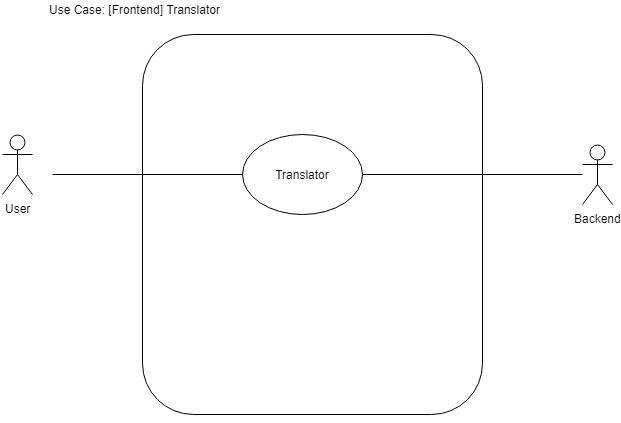 Use Case: [Frontend] Translator
Translator
User
Backend